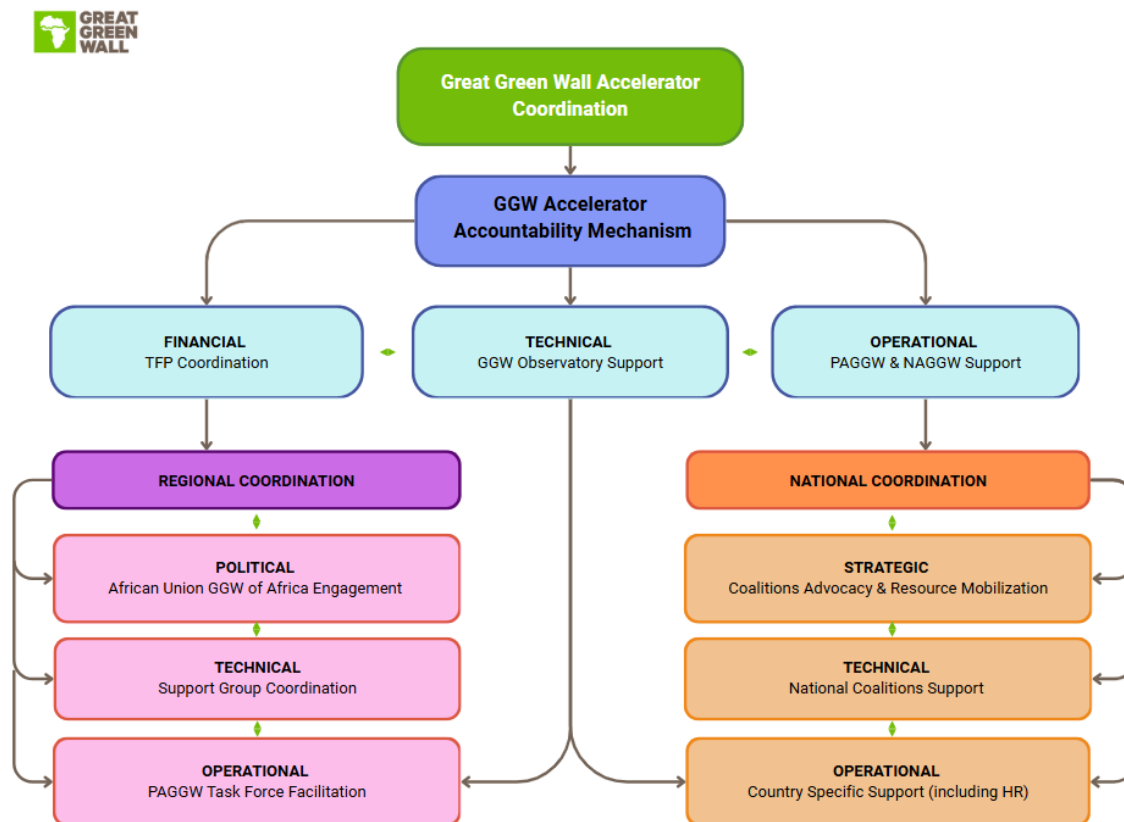 GREAT
GREEN
WALL
Great Green Wall Accelerator
Coordination
GGW Accelerator
Accountability Mechanism
FINANCIAL
TFP Coordination
TECHNICAL
GGW Observatory Support
OPERATIONAL
PAGGW & NAGGW Support
REGIONAL COORDINATION
POLITICAL
African Union GGW of Africa Engagement
TECHNICAL
Support Group Coordination
OPERATIONAL
PAGGW Task Force Facilitation
NATIONAL COORDINATION
STRATEGIC
Coalitions Advocacy & Resource Mobilization
TECHNICAL
National Coalitions Support
OPERATIONAL
Country Specific Support (including HR)